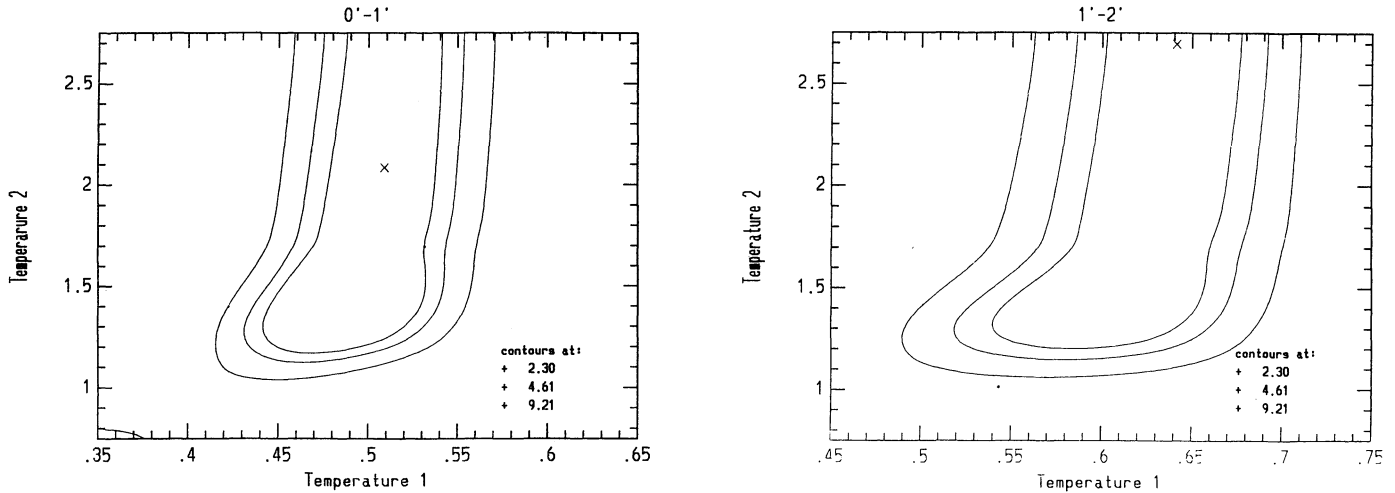 0'-1'
2.5
2
1.5
1
Temperarure 2
contours at:
+ 2.30
+ 4.61
+ 9.21
.35 .4 .45 .5 .55 .6 .65
Temperature 1
1'-2'
2.5
2
1.5
1
Temperature 2
contours at:
+ 2.30
+ 4.61
+ 9.21
.45 .5 .55 .6 .65 .7 .75
Temperature 1